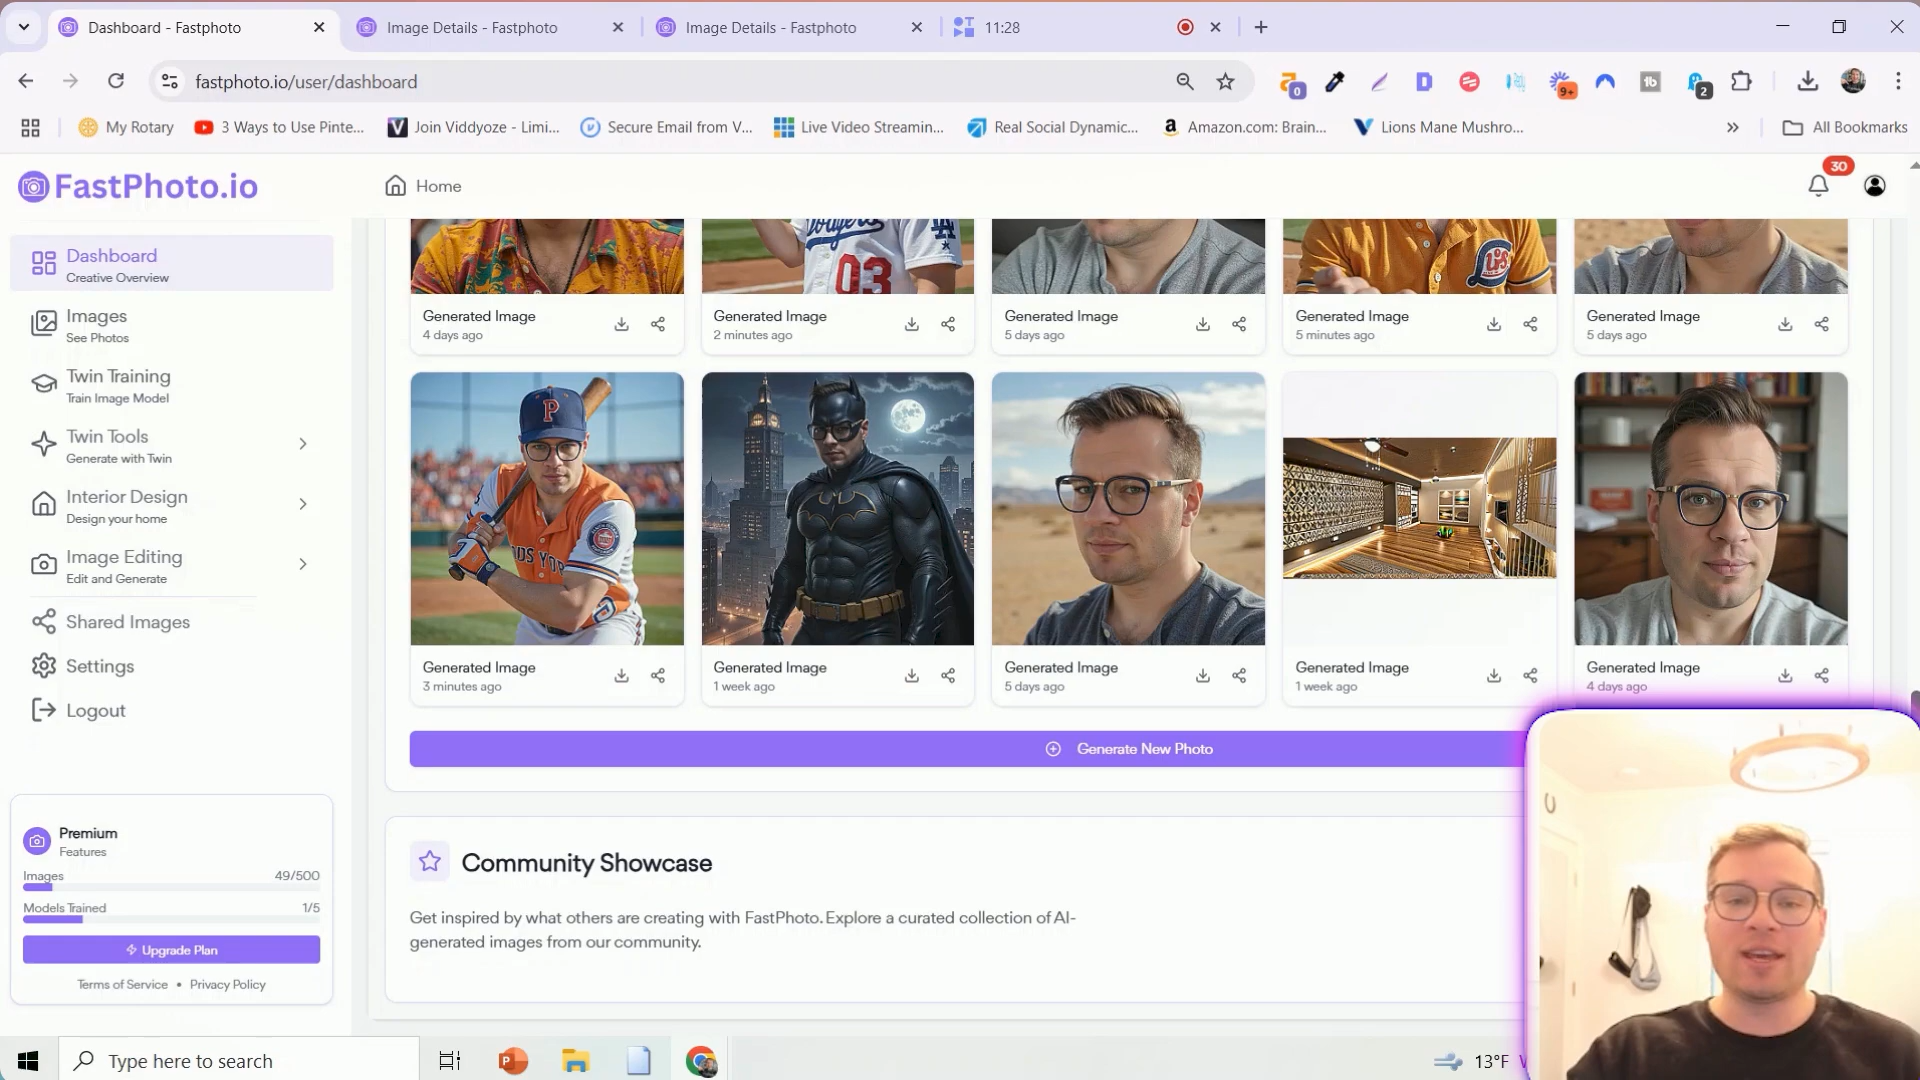 Dashboard - Fastphoto
Image Details - Fastphoto
Image Details - Fastphoto
11:28
fastphoto.io/user/dashboard
0
9+
tb
2
My Rotary
3 Ways to Use Pinte...
Join Viddyoze - Limi...
Secure Email from V...
Live Video Streamin...
Real Social Dynamic...
Amazon.com: Brain...
Lions Mane Mushro...
All Bookmarks
FastPhoto.io
Home
30
Dashboard
Creative Overview
Images
See Photos
Twin Training
Train Image Model
Twin Tools
Generate with Twin
Interior Design
Design your home
Image Editing
Edit and Generate
Shared Images
Settings
Logout
Premium
Features
Images 49/500
Models Trained 1/5
Upgrade Plan
Terms of Service • Privacy Policy
Dodgers
LA
03
Generated Image
4 days ago
Generated Image
2 minutes ago
Generated Image
5 days ago
Generated Image
5 minutes ago
Generated Image
5 days ago
P
Generated Image
3 minutes ago
Generated Image
1 week ago
Generated Image
5 days ago
Generated Image
1 week ago
Generated Image
4 days ago
Generate New Photo
Community Showcase
Get inspired by what others are creating with FastPhoto. Explore a curated collection of AI-
generated images from our community.
Type here to search
13°F